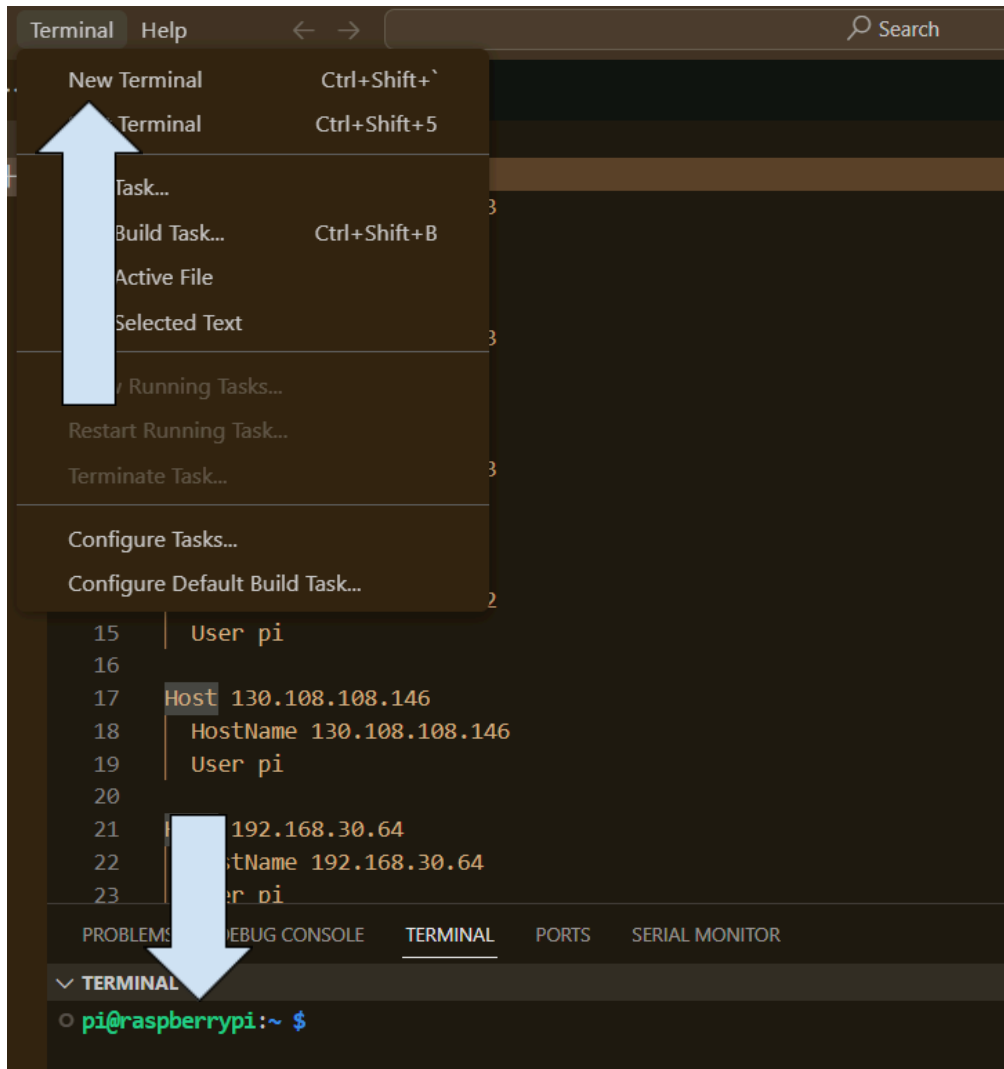 Terminal Help ← → Search
New Terminal Ctrl+Shift+`
Terminal Ctrl+Shift+5
Task...
3
Build Task... Ctrl+Shift+B
Active File
Selected Text
3
Running Tasks...
Restart Running Task...
Terminate Task...
3
Configure Tasks...
Configure Default Build Task...
2
15 User pi
16
17 Host 130.108.108.146
18 HostName 130.108.108.146
19 User pi
20
21 192.168.30.64
22 stName 192.168.30.64
23 er pi
PROBLEMS EBUG CONSOLE TERMINAL PORTS SERIAL MONITOR
TERMINAL
pi@raspberrypi:~ $